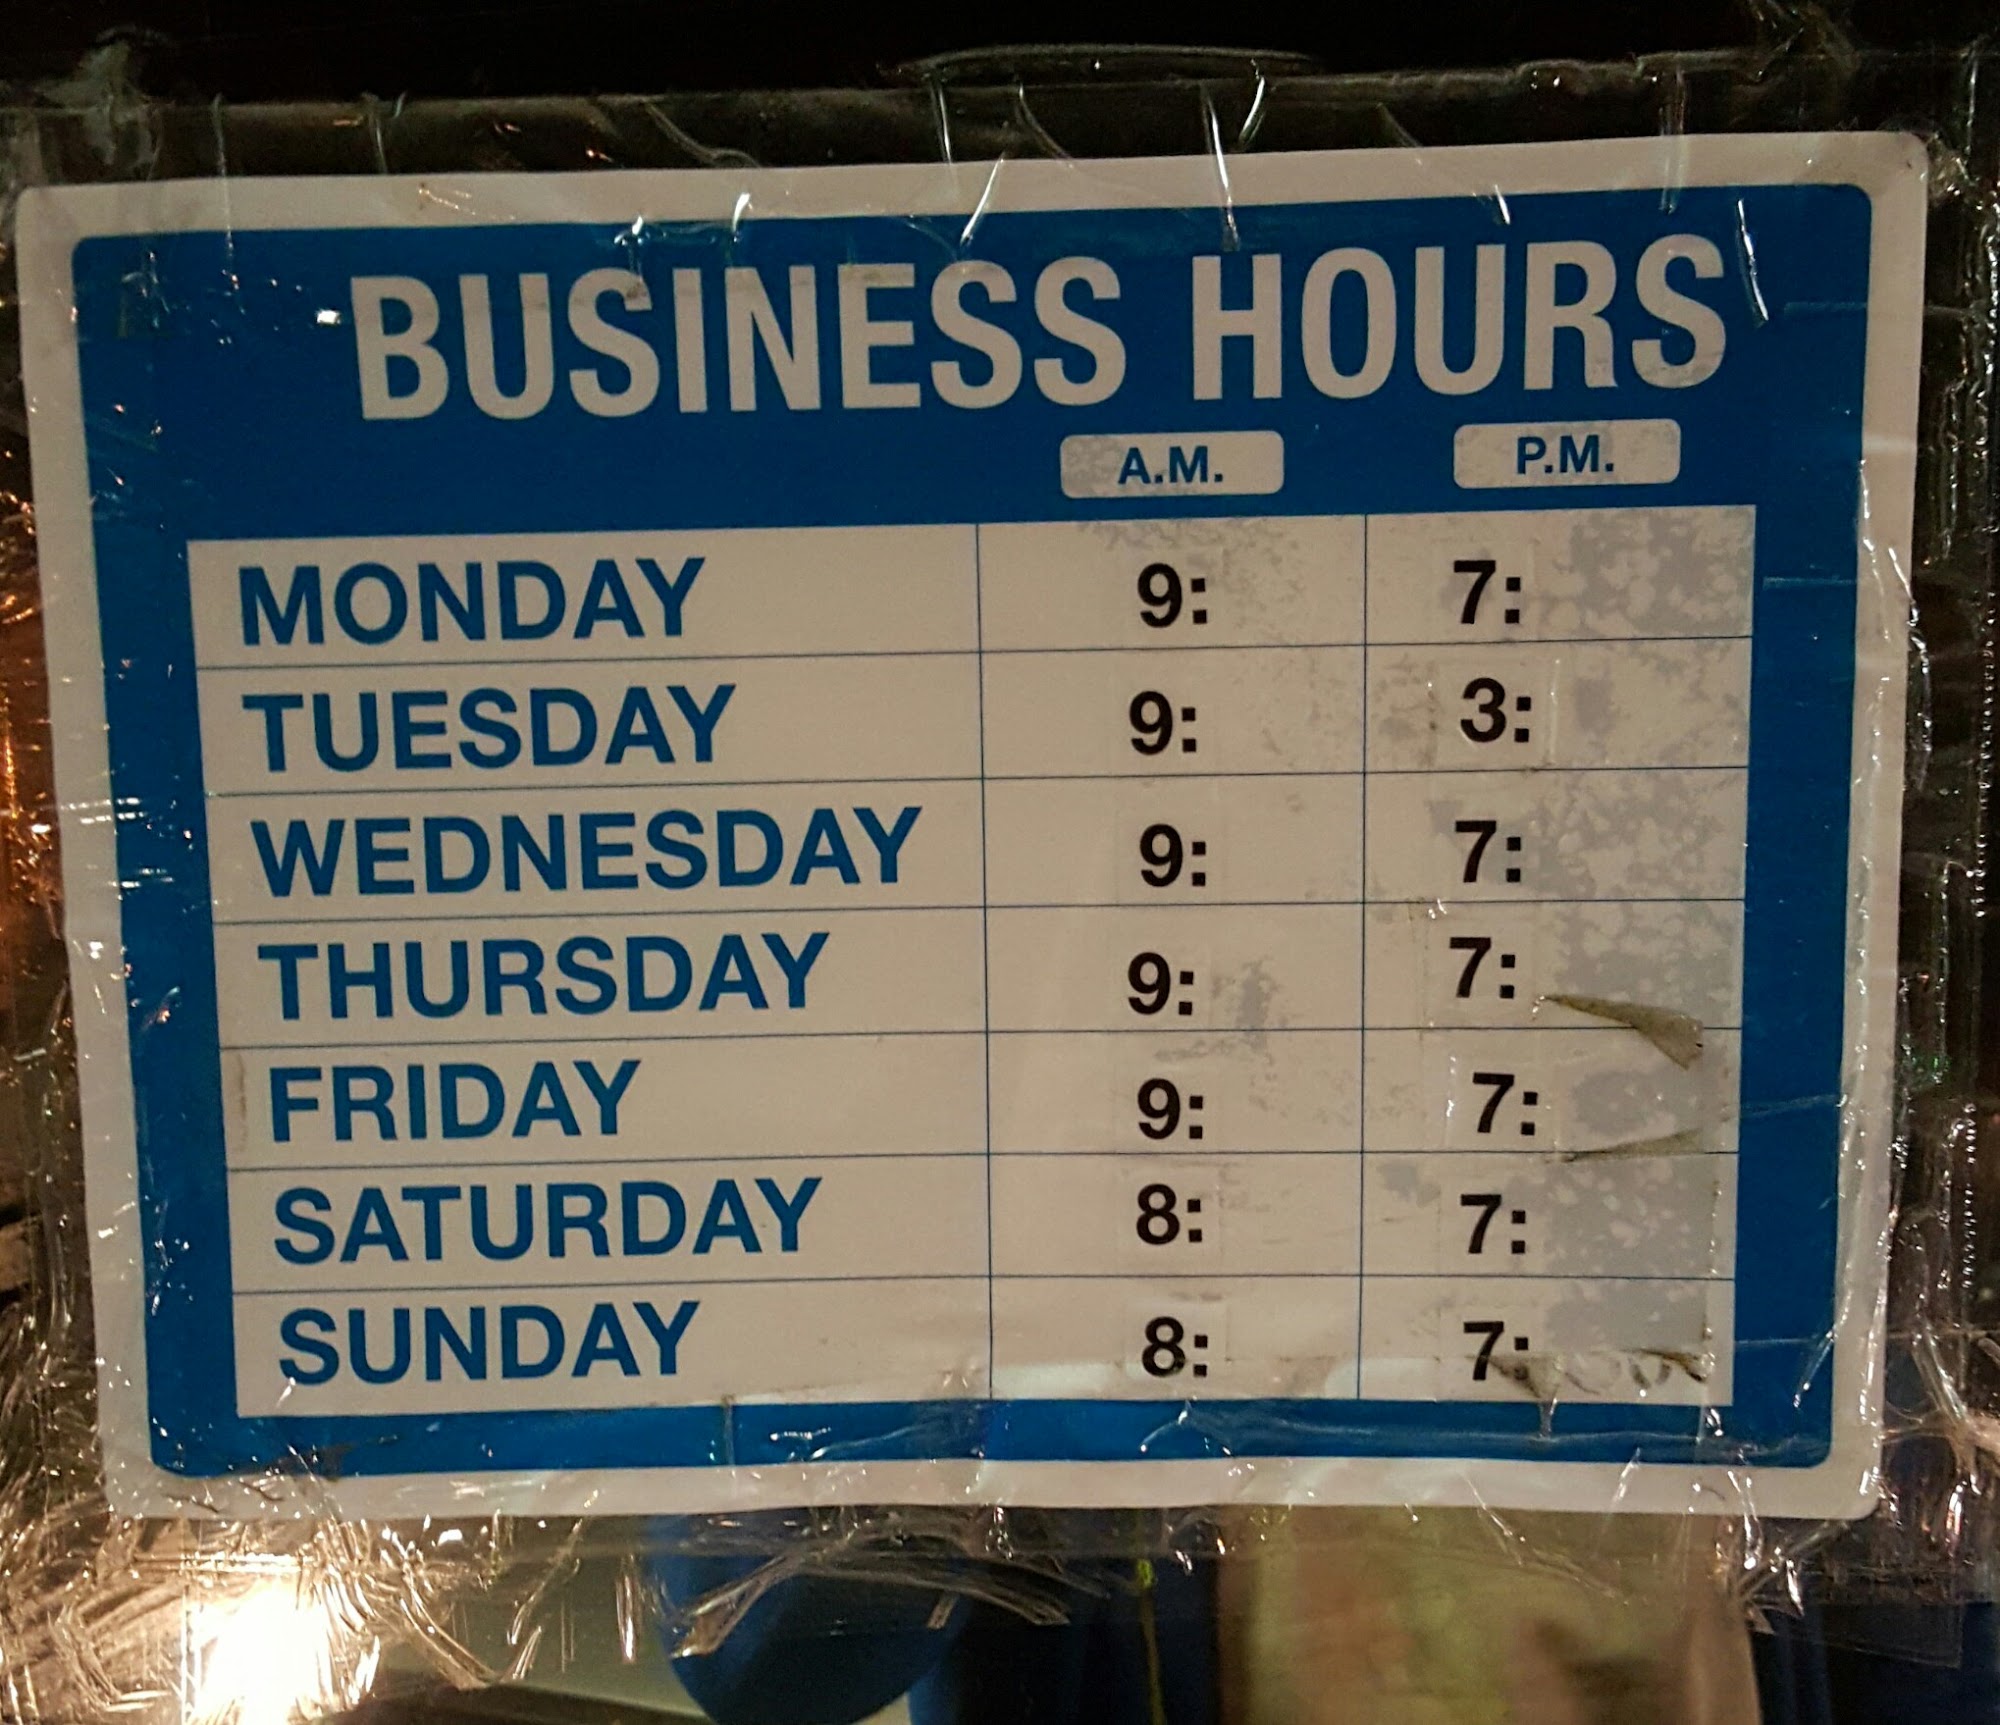 BUSINESS HOURS
A.M. P.M.
MONDAY 9: 7:
TUESDAY 9: 3:
WEDNESDAY 9: 7:
THURSDAY 9: 7:
FRIDAY 9: 7:
SATURDAY 8: 7:
SUNDAY 8: 7: